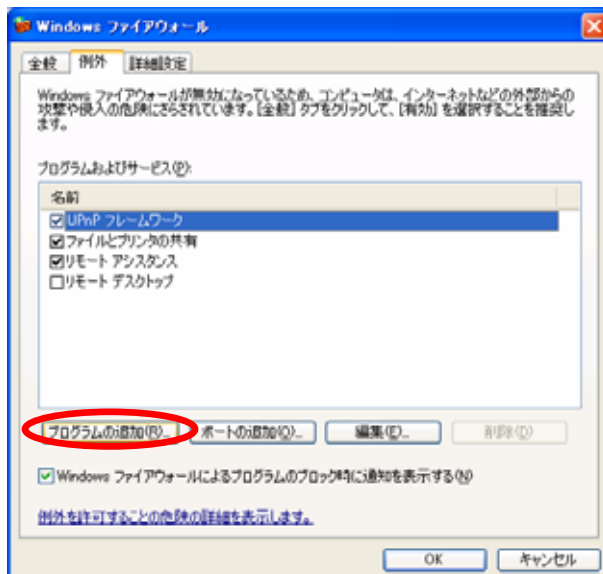 Windows ファイアウォール
全般 例外 詳細設定
Windows ファイアウォールが無効になっているため、コンピュータは、インターネットなどの外部からの
攻撃や侵入の危険にさらされています。[全般] タブをクリックして、[有効] を選択することを推奨し
ます。
プログラムおよびサービス(P):
名前
UPnP フレームワーク
ファイルとプリンタの共有
リモート アシスタンス
リモート デスクトップ
プログラムの追加(R)... ポートの追加(O)... 編集(E)... 削除(D)
Windows ファイアウォールによるプログラムのブロック時に通知を表示する(N)
例外を許可することの危険の詳細を表示します。
OK キャンセル